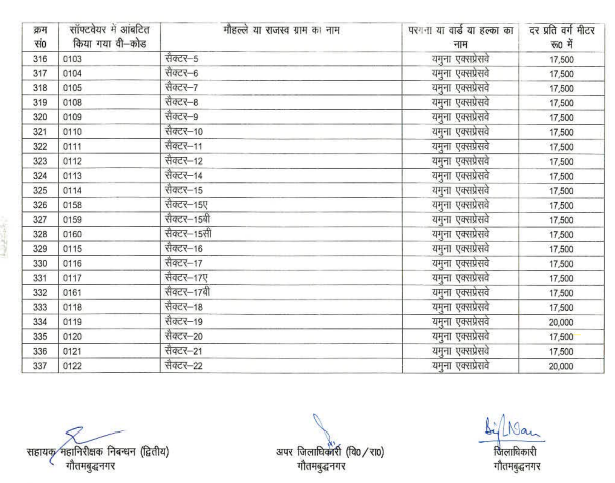 क्रम सं0 सॉफ्टवेयर में आंबटित किया गया वी–कोड मौहल्ले या राजस्व ग्राम का नाम परगना या वार्ड या हल्का का नाम दर प्रति वर्ग मीटर रू0 में
316 0103 सैक्टर–5 यमुना एक्सप्रेसवे 17,500
317 0104 सैक्टर–6 यमुना एक्सप्रेसवे 17,500
318 0105 सैक्टर–7 यमुना एक्सप्रेसवे 17,500
319 0108 सैक्टर–8 यमुना एक्सप्रेसवे 17,500
320 0109 सैक्टर–9 यमुना एक्सप्रेसवे 17,500
321 0110 सैक्टर–10 यमुना एक्सप्रेसवे 17,500
322 0111 सैक्टर–11 यमुना एक्सप्रेसवे 17,500
323 0112 सैक्टर–12 यमुना एक्सप्रेसवे 17,500
324 0113 सैक्टर–14 यमुना एक्सप्रेसवे 17,500
325 0114 सैक्टर–15 यमुना एक्सप्रेसवे 17,500
326 0158 सैक्टर–15ए यमुना एक्सप्रेसवे 17,500
327 0159 सैक्टर–15बी यमुना एक्सप्रेसवे 17,500
328 0160 सैक्टर–15सी यमुना एक्सप्रेसवे 17,500
329 0115 सैक्टर–16 यमुना एक्सप्रेसवे 17,500
330 0116 सैक्टर–17 यमुना एक्सप्रेसवे 17,500
331 0117 सैक्टर–17ए यमुना एक्सप्रेसवे 17,500
332 0161 सैक्टर–17बी यमुना एक्सप्रेसवे 17,500
333 0118 सैक्टर–18 यमुना एक्सप्रेसवे 17,500
334 0119 सैक्टर–19 यमुना एक्सप्रेसवे 20,000
335 0120 सैक्टर–20 यमुना एक्सप्रेसवे 17,500
336 0121 सैक्टर–21 यमुना एक्सप्रेसवे 17,500
337 0122 सैक्टर–22 यमुना एक्सप्रेसवे 20,000
सहायक महानिरीक्षक निबन्धन (द्वितीय) अपर जिलाधिकारी (वि0/रा0) जिलाधिकारी
गौतमबुद्धनगर गौतमबुद्धनगर गौतमबुद्धनगर